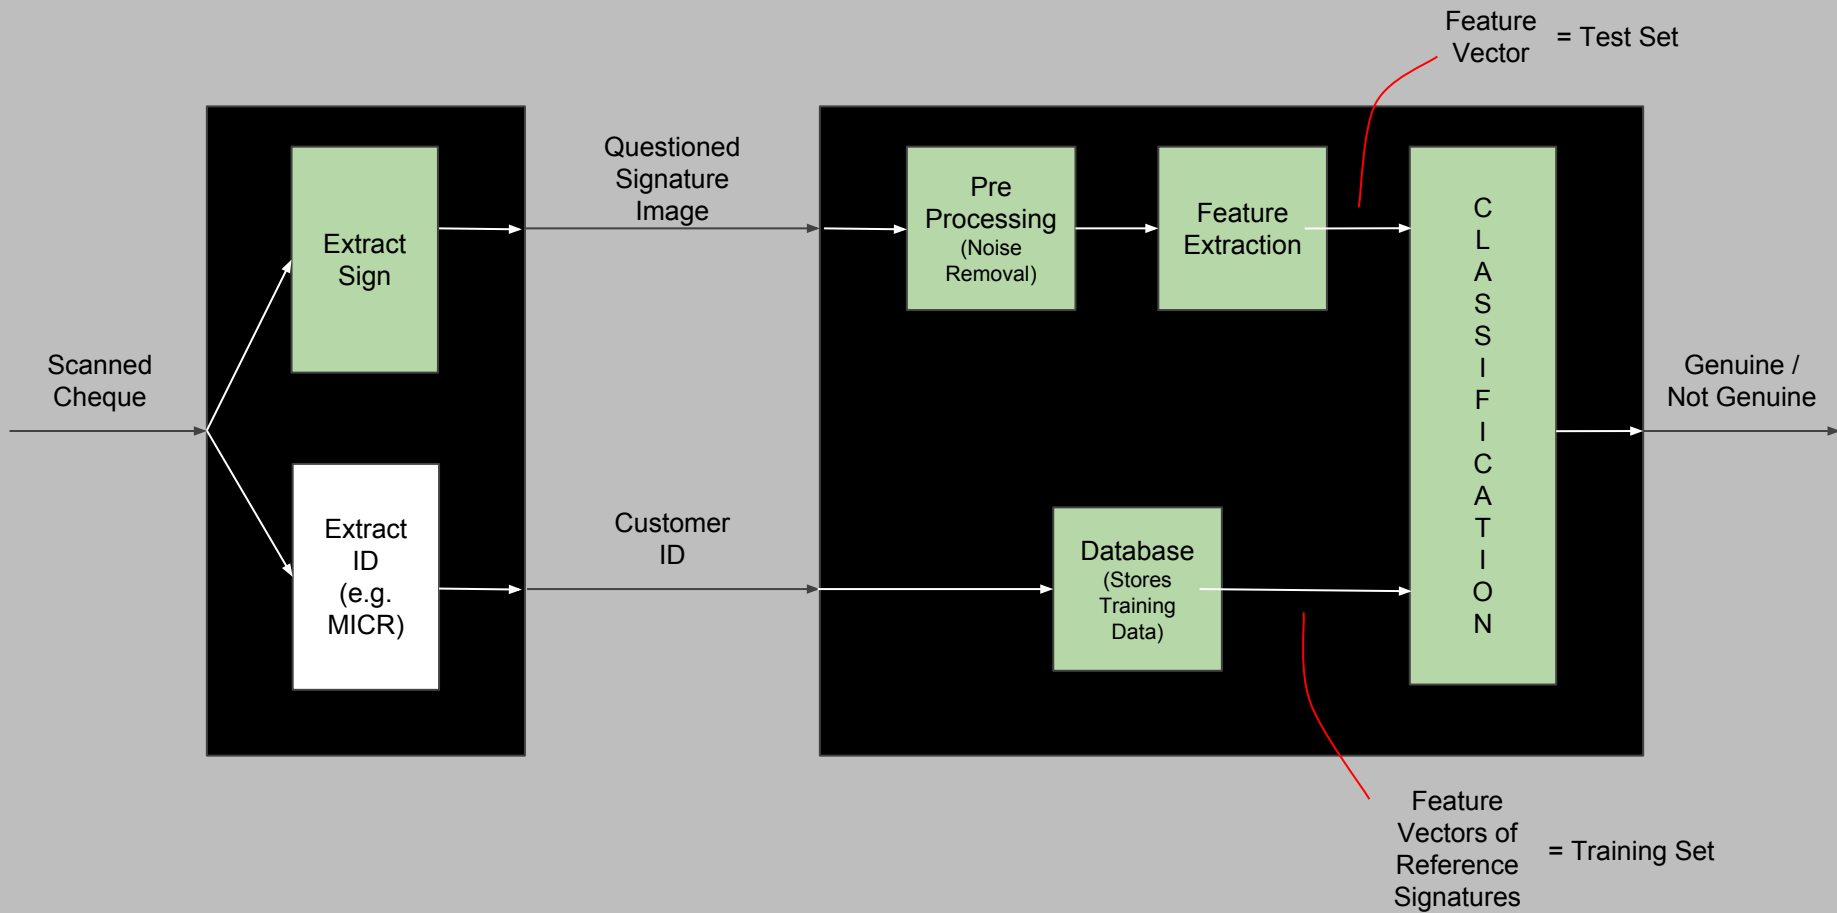 Feature
Vector
= Test Set
Questioned
Signature
Image
Extract
Sign
Pre
Processing
(Noise
Removal)
Feature
Extraction
C
L
A
S
S
I
F
I
C
A
T
I
O
N
Scanned
Cheque
Genuine /
Not Genuine
Extract
ID
(e.g.
MICR)
Customer
ID
Database
(Stores
Training
Data)
Feature
Vectors of
Reference
Signatures
= Training Set